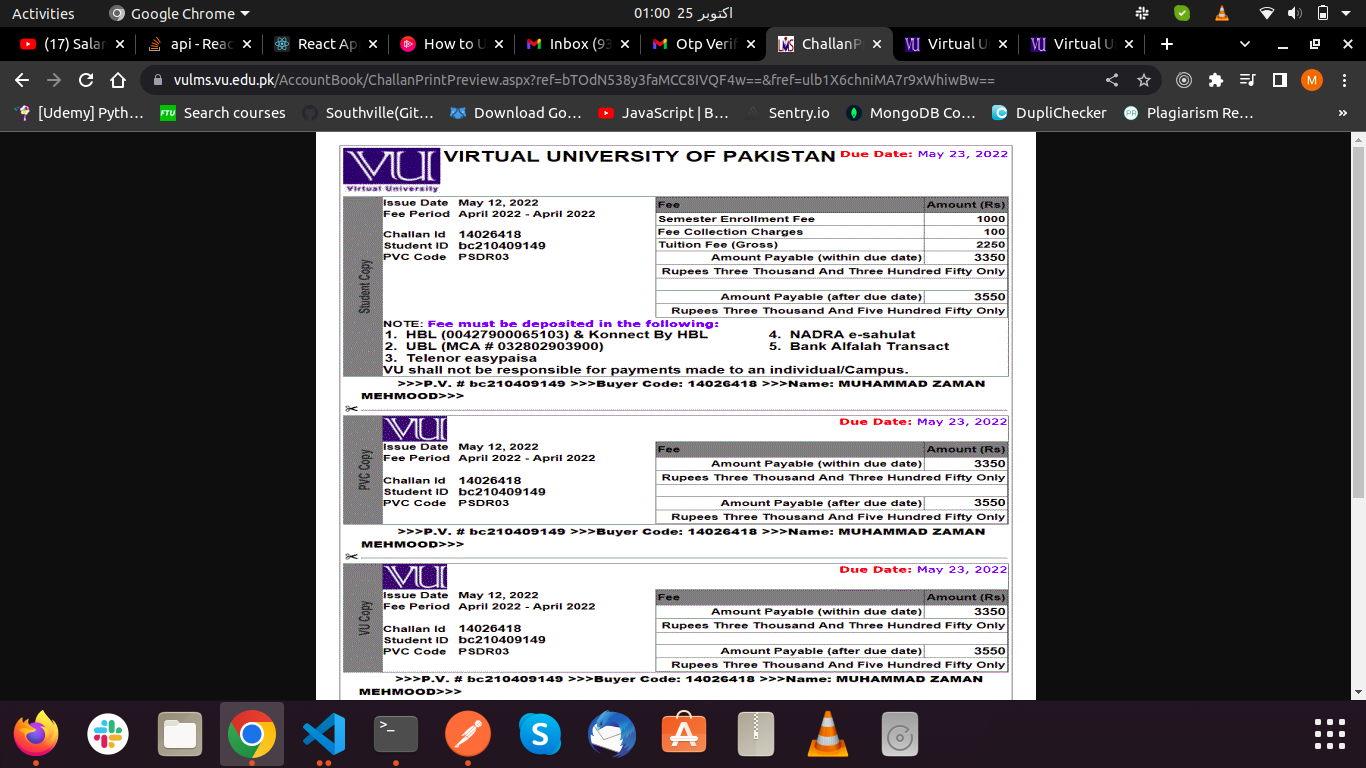 Activities Google Chrome 01:00 25 اکتوبر
(17) Salar api - Reac React App How to U Inbox (93 Otp Verif ChallanP Virtual U Virtual U
vulms.vu.edu.pk/AccountBook/ChallanPrintPreview.aspx?ref=bTOdN538y3faMCC8IVQF4w==&fref=ulb1X6chniMA7r9xWhiwBw== M
[Udemy] Pyth… FTU Search courses Southville(Git… Download Go… JavaScript | B… Sentry.io MongoDB Co… DupliChecker PR Plagiarism Re… »
VU VIRTUAL UNIVERSITY OF PAKISTAN Due Date: May 23, 2022
Virtual University
Student Copy
Issue Date May 12, 2022
Fee Period April 2022 - April 2022
Challan Id 14026418
Student ID bc210409149
PVC Code PSDR03
Fee Amount (Rs)
Semester Enrollment Fee 1000
Fee Collection Charges 100
Tuition Fee (Gross) 2250
Amount Payable (within due date) 3350
Rupees Three Thousand And Three Hundred Fifty Only
Amount Payable (after due date) 3550
Rupees Three Thousand And Five Hundred Fifty Only
NOTE: Fee must be deposited in the following:
1. HBL (00427900065103) & Konnect By HBL 4. NADRA e-sahulat
2. UBL (MCA # 032802903900) 5. Bank Alfalah Transact
3. Telenor easypaisa
VU shall not be responsible for payments made to an individual/Campus.
>>>P.V. # bc210409149 >>>Buyer Code: 14026418 >>>Name: MUHAMMAD ZAMAN
MEHMOOD>>>
VU Due Date: May 23, 2022
PVC Copy
Issue Date May 12, 2022
Fee Period April 2022 - April 2022
Challan Id 14026418
Student ID bc210409149
PVC Code PSDR03
Fee Amount (Rs)
Amount Payable (within due date) 3350
Rupees Three Thousand And Three Hundred Fifty Only
Amount Payable (after due date) 3550
Rupees Three Thousand And Five Hundred Fifty Only
>>>P.V. # bc210409149 >>>Buyer Code: 14026418 >>>Name: MUHAMMAD ZAMAN
MEHMOOD>>>
VU Due Date: May 23, 2022
VU Copy
Issue Date May 12, 2022
Fee Period April 2022 - April 2022
Challan Id 14026418
Student ID bc210409149
PVC Code PSDR03
Fee Amount (Rs)
Amount Payable (within due date) 3350
Rupees Three Thousand And Three Hundred Fifty Only
Amount Payable (after due date) 3550
Rupees Three Thousand And Five Hundred Fifty Only
>>>P.V. # bc210409149 >>>Buyer Code: 14026418 >>>Name: MUHAMMAD ZAMAN
MEHMOOD>>>